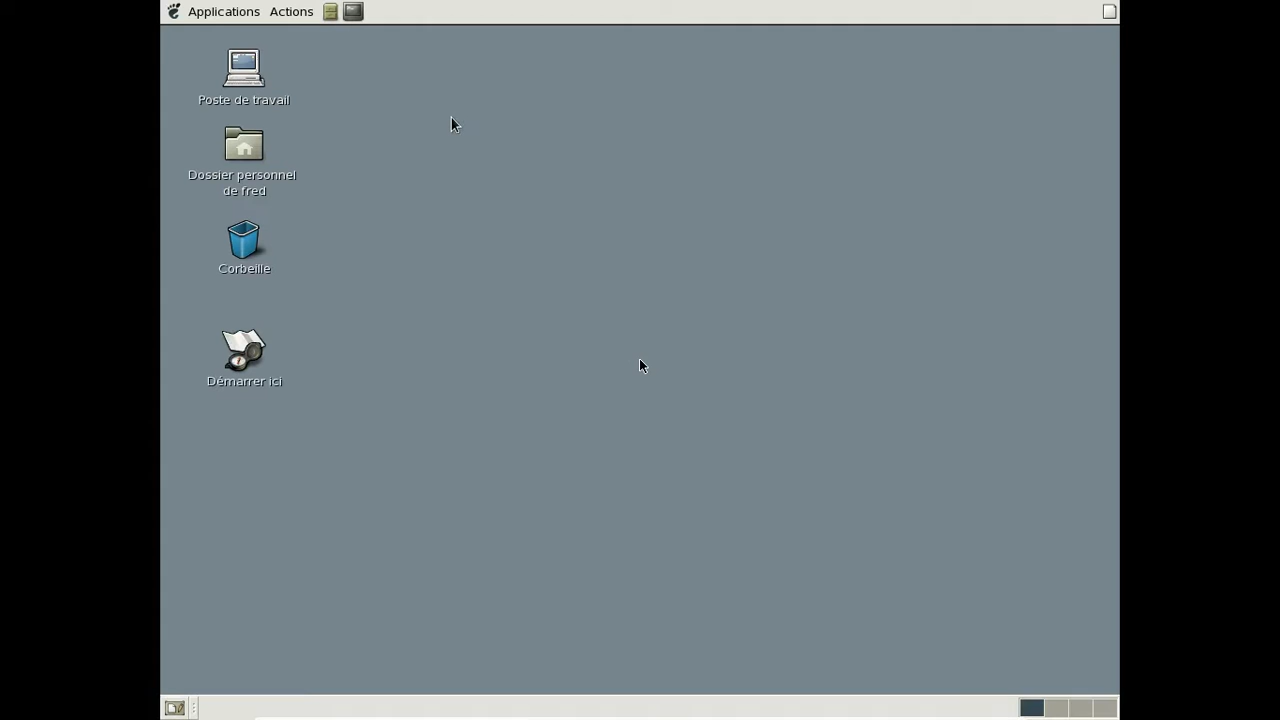 Applications Actions
Poste de travail
Dossier personnel
de fred
Corbeille
Démarrer ici